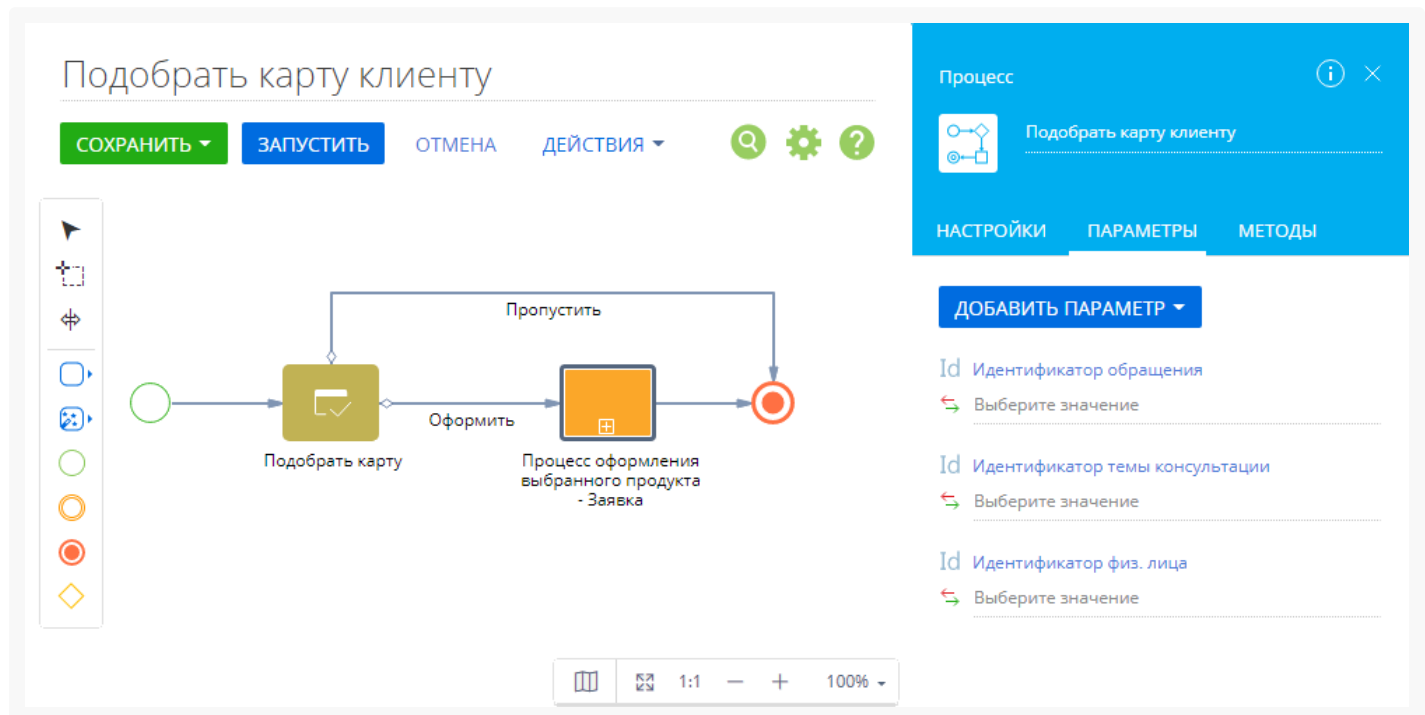 Подобрать карту клиенту
СОХРАНИТЬ
ЗАПУСТИТЬ
ОТМЕНА
ДЕЙСТВИЯ
?
Пропустить
Оформить
Подобрать карту
Процесс оформления
выбранного продукта
- Заявка
1:1
100%
Процесс
i
Подобрать карту клиенту
НАСТРОЙКИ
ПАРАМЕТРЫ
МЕТОДЫ
ДОБАВИТЬ ПАРАМЕТР
Id Идентификатор обращения
Выберите значение
Id Идентификатор темы консультации
Выберите значение
Id Идентификатор физ. лица
Выберите значение